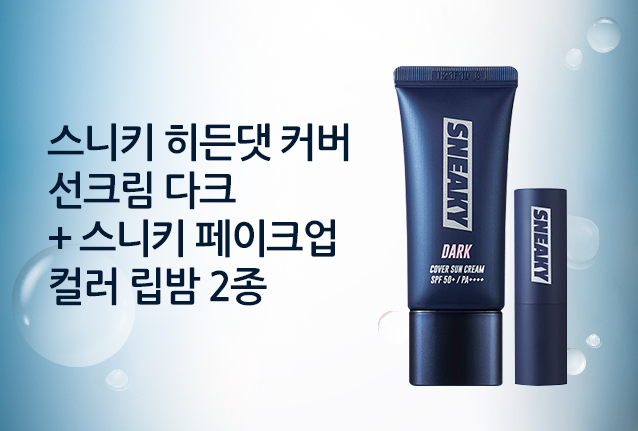 스니키 히든댓 커버
선크림 다크
+ 스니키 페이크업
컬러 립밤 2종
SNEAKY
DARK
COVER SUN CREAM
SPF 50+ / PA++++
SNEAKY